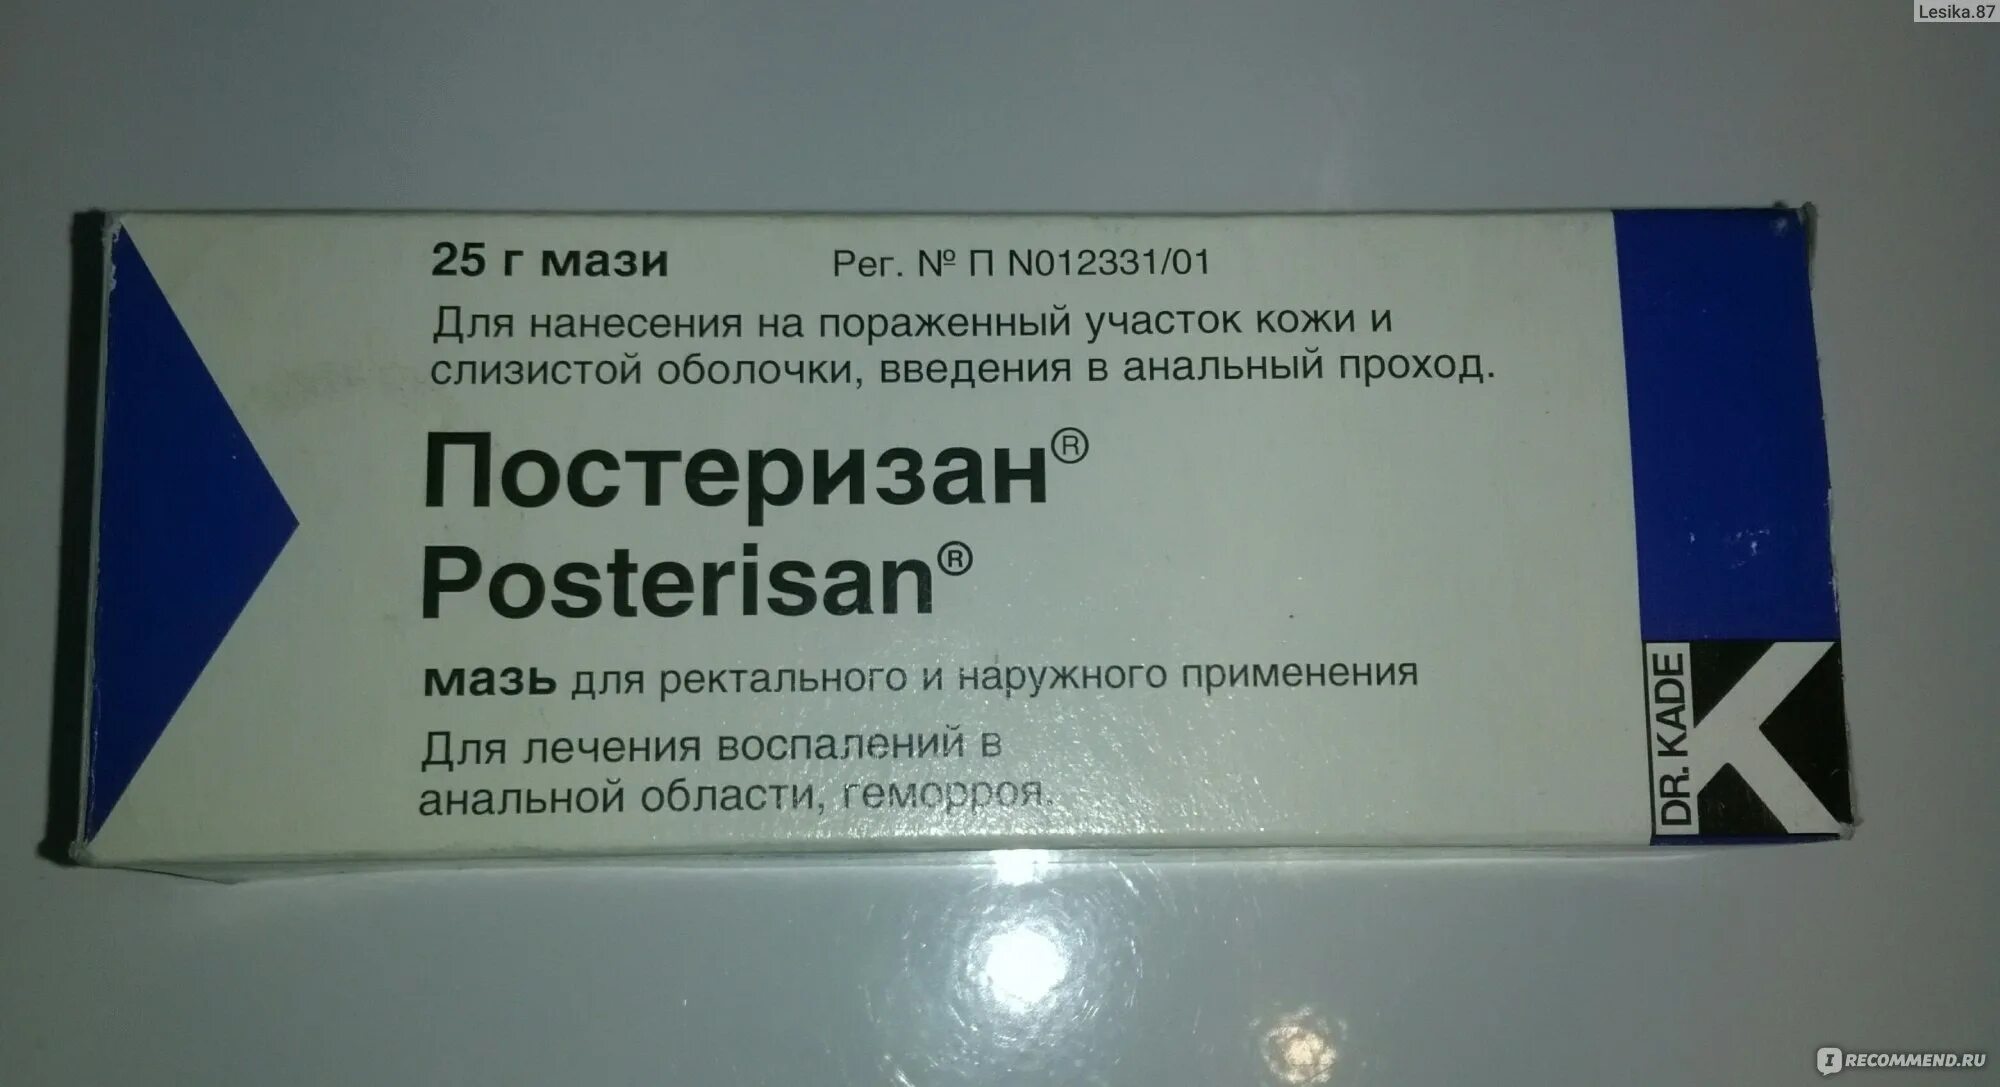 Lesika.87
25 г мази Рег. № П N012331/01
Для нанесения на пораженный участок кожи и
слизистой оболочки, введения в анальный проход.
Постеризан®
Posterisan®
мазь для ректального и наружного применения
Для лечения воспалений в
анальной области, геморроя.
DR. KADE
K
IRECOMMEND.RU